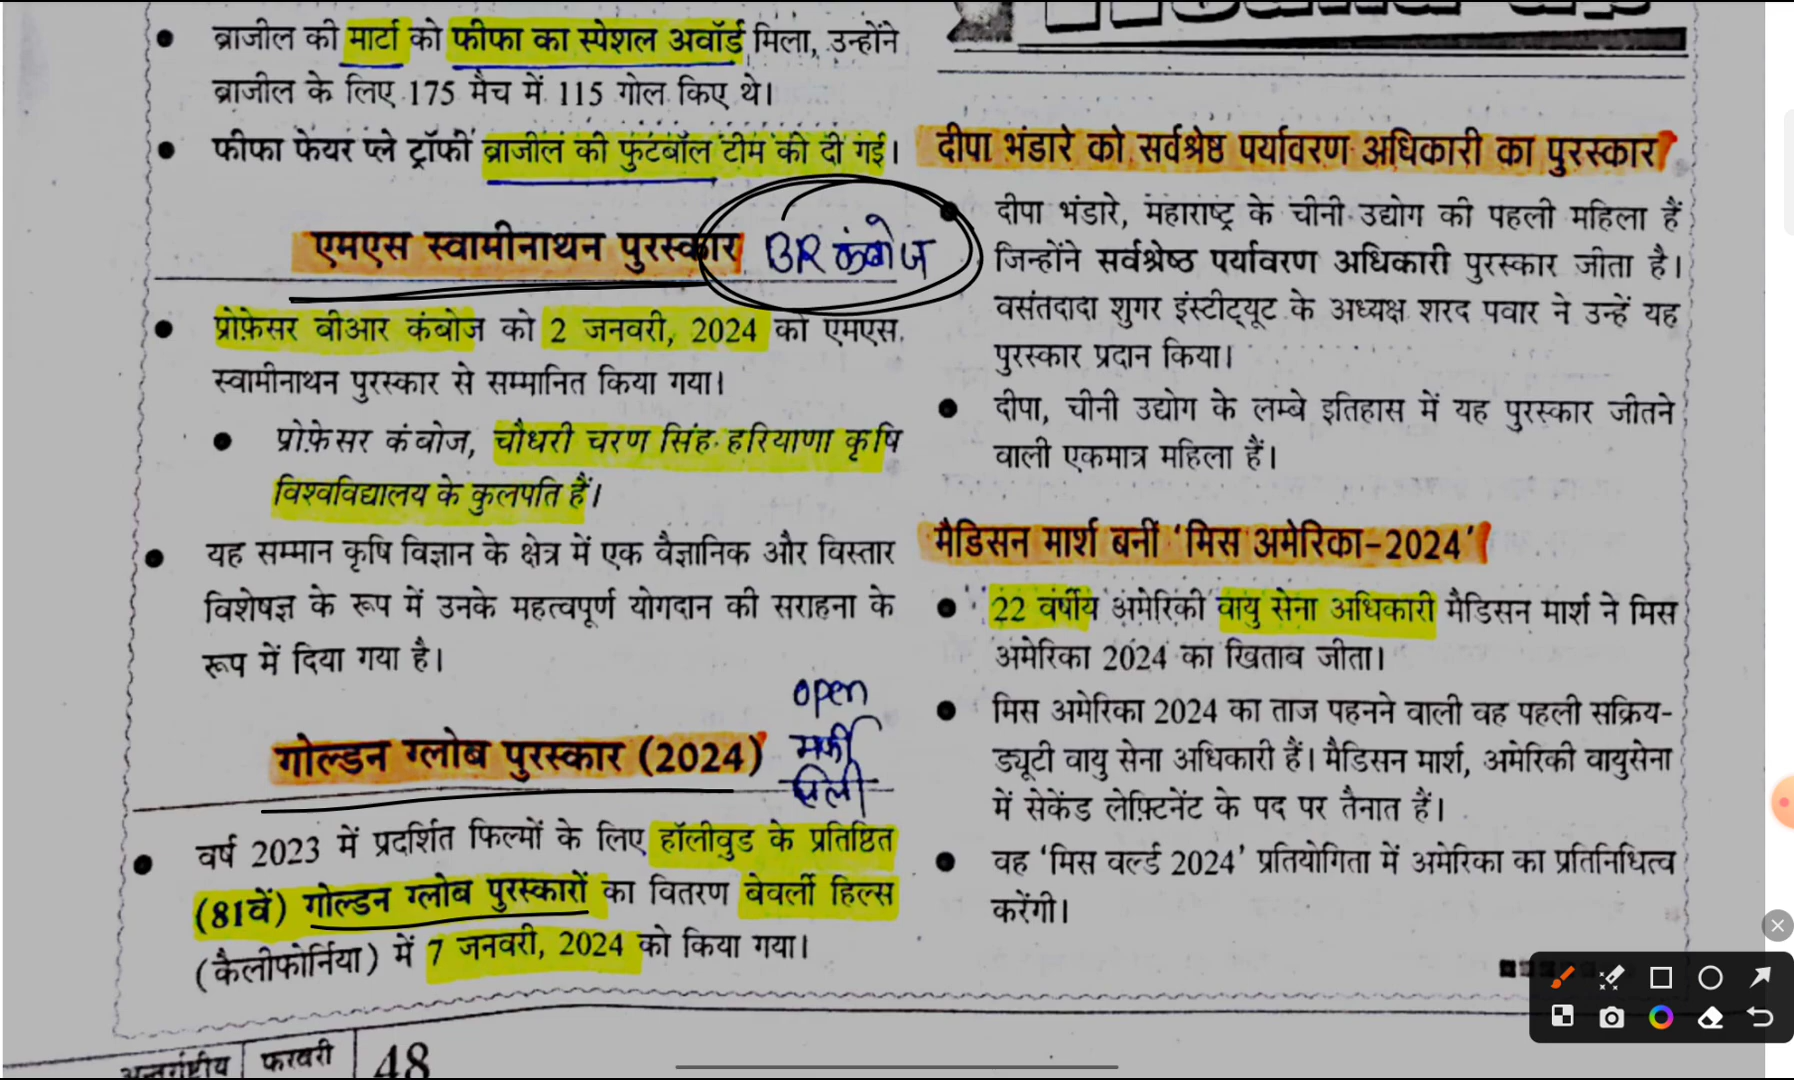 ब्राजील की मार्टा को फीफा का स्पेशल अवॉर्ड मिला, उन्होंने
ब्राजील के लिए 175 मैच में 115 गोल किए थे।
फीफा फेयर प्ले ट्रॉफी ब्राजील की फुटबॉल टीम को दी गई।
एमएस स्वामीनाथन पुरस्कार BR कंबोज
प्रोफ़ेसर बीआर कंबोज को 2 जनवरी, 2024 को एमएस
स्वामीनाथन पुरस्कार से सम्मानित किया गया।
प्रोफ़ेसर कंबोज, चौधरी चरण सिंह हरियाणा कृषि
विश्वविद्यालय के कुलपति हैं।
यह सम्मान कृषि विज्ञान के क्षेत्र में एक वैज्ञानिक और विस्तार
विशेषज्ञ के रूप में उनके महत्वपूर्ण योगदान की सराहना के
रूप में दिया गया है।
open
मर्फी
सिली
गोल्डन ग्लोब पुरस्कार (2024)
वर्ष 2023 में प्रदर्शित फिल्मों के लिए हॉलीवुड के प्रतिष्ठित
(81वें) गोल्डन ग्लोब पुरस्कारों का वितरण बेवर्ली हिल्स
(कैलीफोर्निया) में 7 जनवरी, 2024 को किया गया।
फरवरी 48
दीपा भंडारे को सर्वश्रेष्ठ पर्यावरण अधिकारी का पुरस्कार
दीपा भंडारे, महाराष्ट्र के चीनी उद्योग की पहली महिला हैं
जिन्होंने सर्वश्रेष्ठ पर्यावरण अधिकारी पुरस्कार जीता है।
वसंतदादा शुगर इंस्टीट्यूट के अध्यक्ष शरद पवार ने उन्हें यह
पुरस्कार प्रदान किया।
दीपा, चीनी उद्योग के लम्बे इतिहास में यह पुरस्कार जीतने
वाली एकमात्र महिला हैं।
मैडिसन मार्श बनीं 'मिस अमेरिका-2024'
22 वर्षीय अमेरिकी वायु सेना अधिकारी मैडिसन मार्श ने मिस
अमेरिका 2024 का खिताब जीता।
मिस अमेरिका 2024 का ताज पहनने वाली वह पहली सक्रिय-
ड्यूटी वायु सेना अधिकारी हैं। मैडिसन मार्श, अमेरिकी वायुसेना
में सेकेंड लेफ़्टिनेंट के पद पर तैनात हैं।
वह 'मिस वर्ल्ड 2024' प्रतियोगिता में अमेरिका का प्रतिनिधित्व
करेंगी।